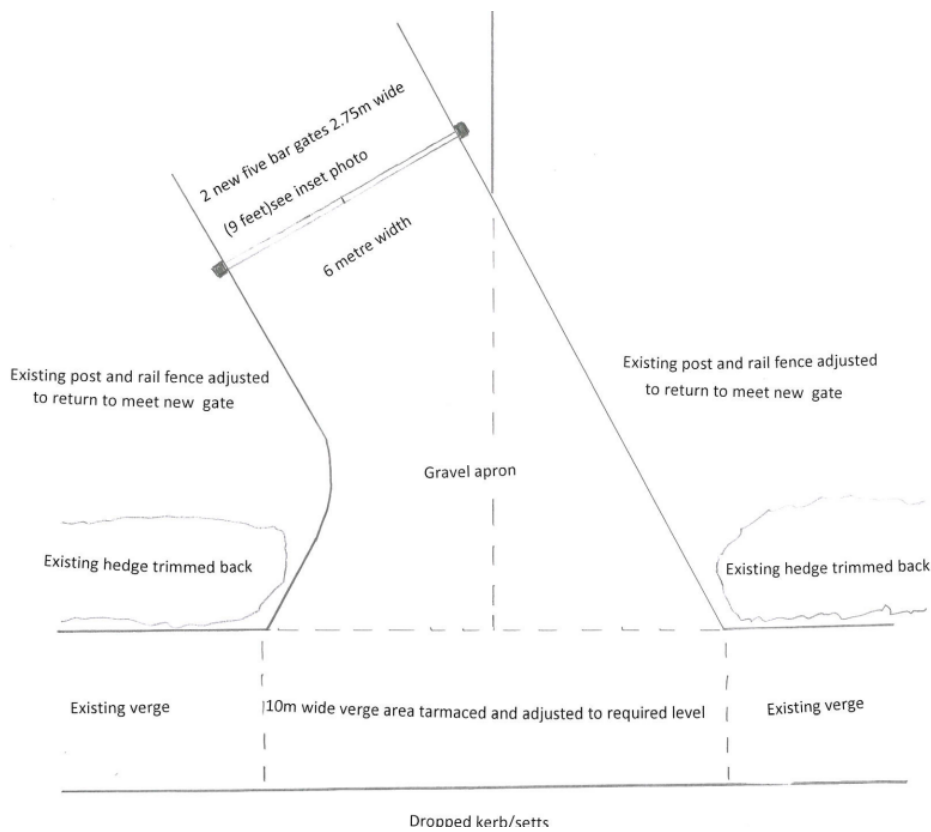 2 new five bar gates 2.75m wide
(9 feet)see inset photo
6 metre width
Existing post and rail fence adjusted
to return to meet new gate
Existing post and rail fence adjusted
to return to meet new gate
Gravel apron
Existing hedge trimmed back
Existing hedge trimmed back
Existing verge
10m wide verge area tarmaced and adjusted to required level
Existing verge
Dropped kerb/setts